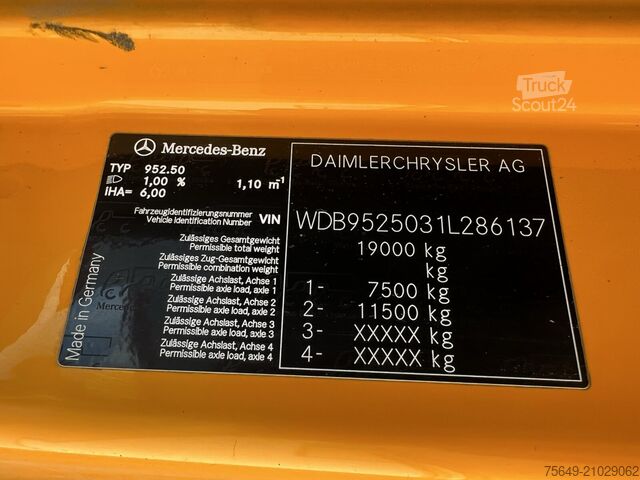 Truck
Scout24
Mercedes-Benz
DAIMLERCHRYSLER AG
TYP 952.50
1,00 % 1,10 m⁻¹
IHA= 6,00
Fahrzeugidentifizierungsnummer
Vehicle Identification Number VIN WDB9525031L286137
Zulässiges Gesamtgewicht
Permissible total weight 19000 kg
Zulässiges Zug-Gesamtgewicht
Permissible combination weight kg
Zulässige Achslast, Achse 1
Permissible axle load, axle 1 1- 7500 kg
Zulässige Achslast, Achse 2
Permissible axle load, axle 2 2- 11500 kg
Zulässige Achslast, Achse 3
Permissible axle load, axle 3 3- XXXXX kg
Zulässige Achslast, Achse 4
Permissible axle load, axle 4 4- XXXXX kg
Made in Germany
75649-21029062